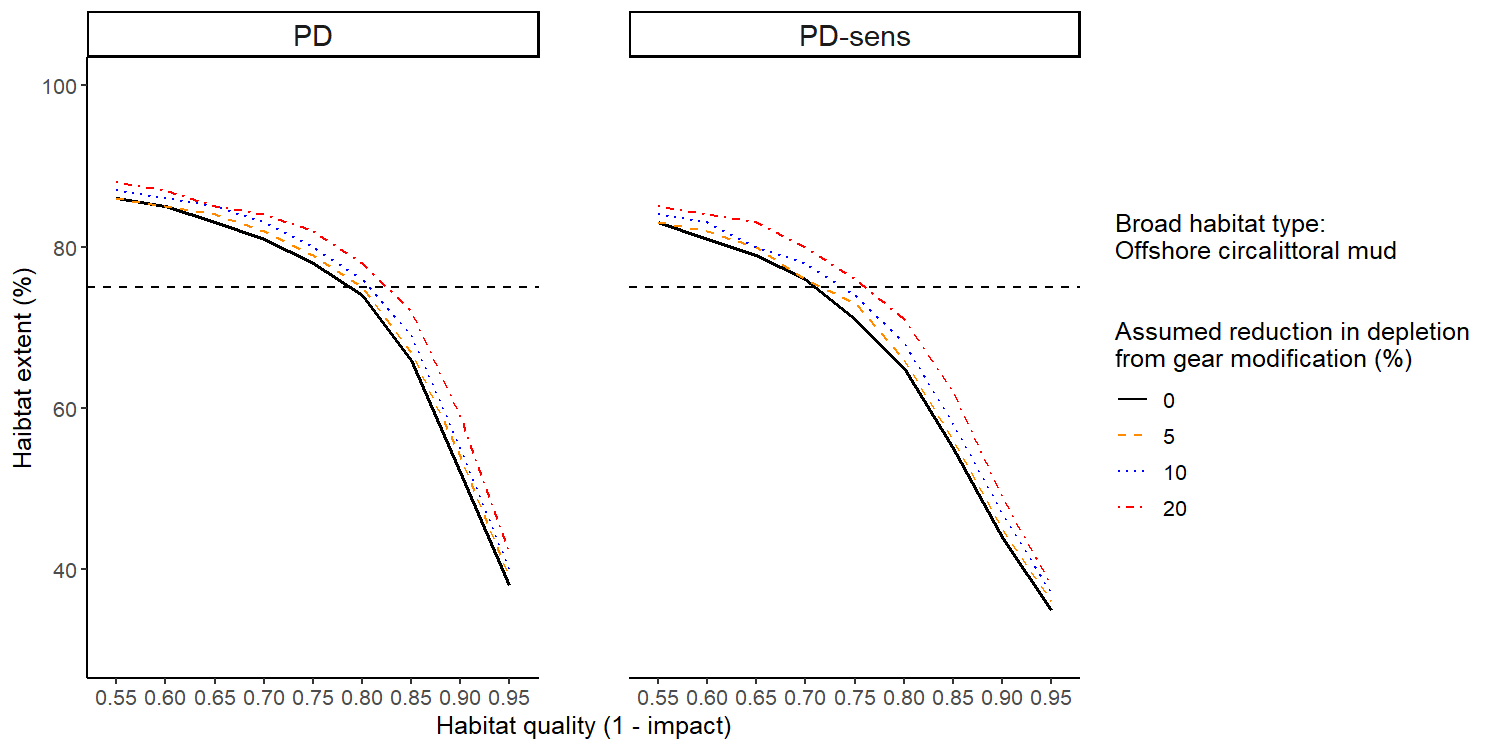 PD
PD-sens
100
80
60
40
Haibtat extent (%)
0.55 0.60 0.65 0.70 0.75 0.80 0.85 0.90 0.95
0.55 0.60 0.65 0.70 0.75 0.80 0.85 0.90 0.95
Habitat quality (1 - impact)
Broad habitat type:
Offshore circalittoral mud
Assumed reduction in depletion
from gear modification (%)
0
5
10
20